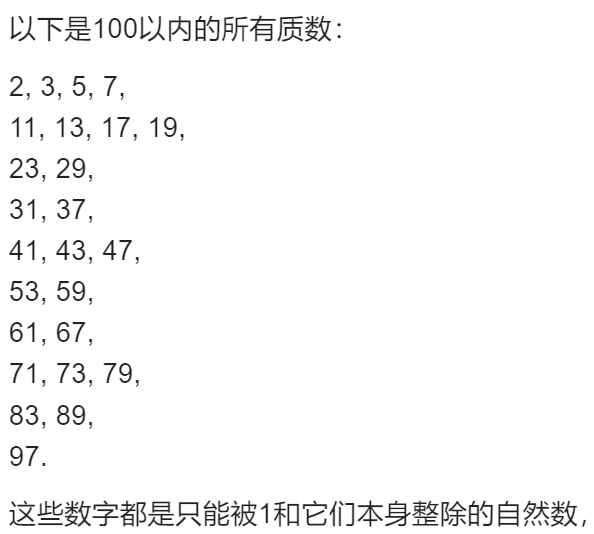 以下是100以内的所有质数：
2, 3, 5, 7,
11, 13, 17, 19,
23, 29,
31, 37,
41, 43, 47,
53, 59,
61, 67,
71, 73, 79,
83, 89,
97.
这些数字都是只能被1和它们本身整除的自然数，